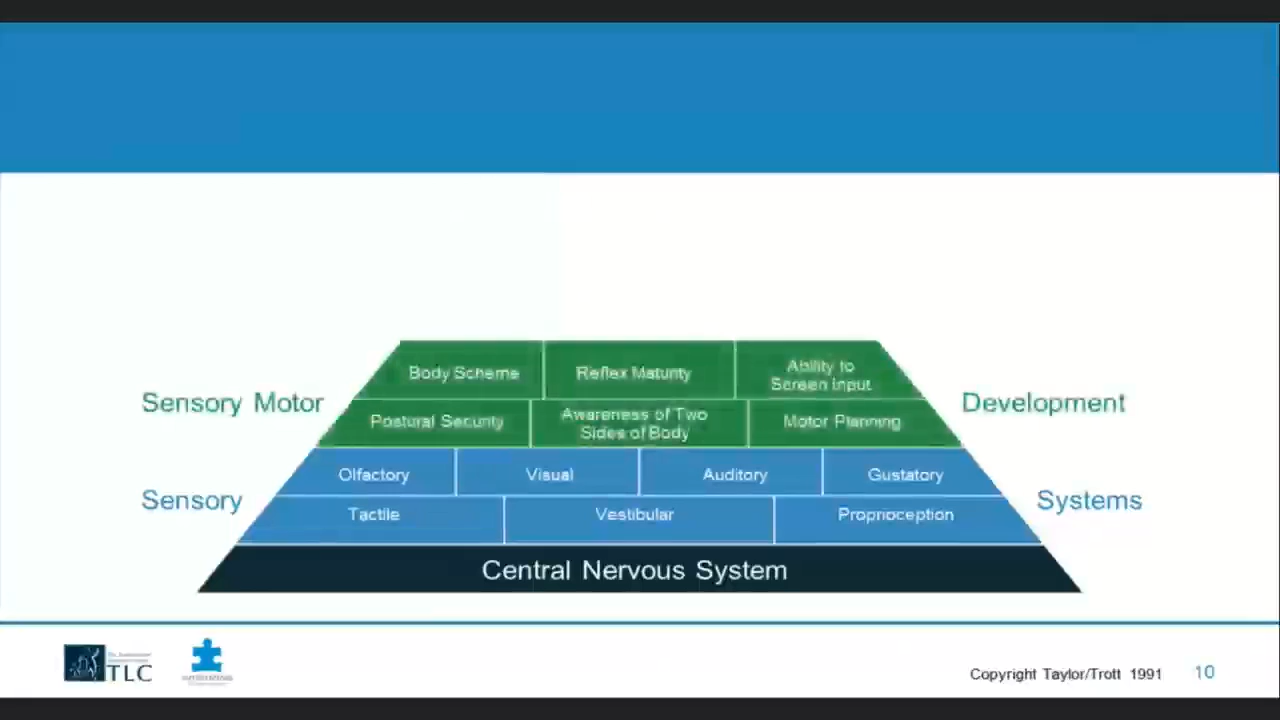 Body Scheme
Reflex Maturity
Ability to
Screen Input
Sensory Motor
Development
Postural Security
Awareness of Two
Sides of Body
Motor Planning
Olfactory
Visual
Auditory
Gustatory
Sensory
Systems
Tactile
Vestibular
Proprioception
Central Nervous System
TLC
Copyright Taylor/Trott 1991
10